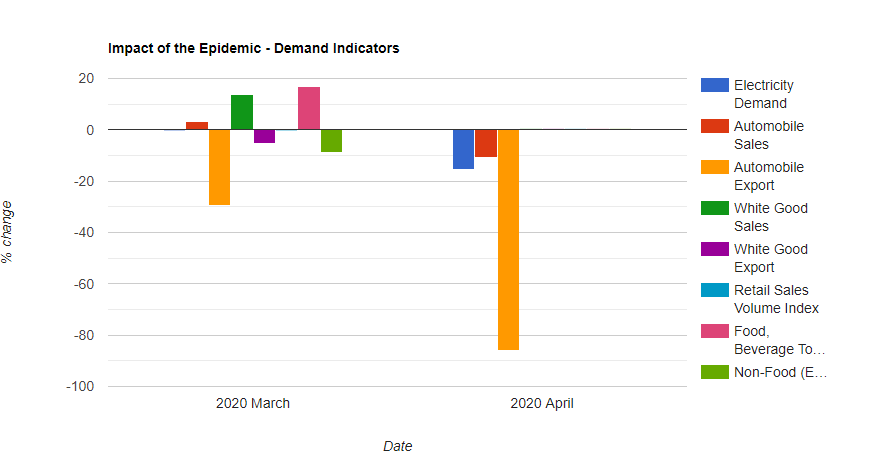 Impact of the Epidemic - Demand Indicators
20
0
-20
-40
-60
-80
-100
% change
2020 March
2020 April
Date
Electricity
Demand
Automobile
Sales
Automobile
Export
White Good
Sales
White Good
Export
Retail Sales
Volume Index
Food,
Beverage To...
Non-Food (E...